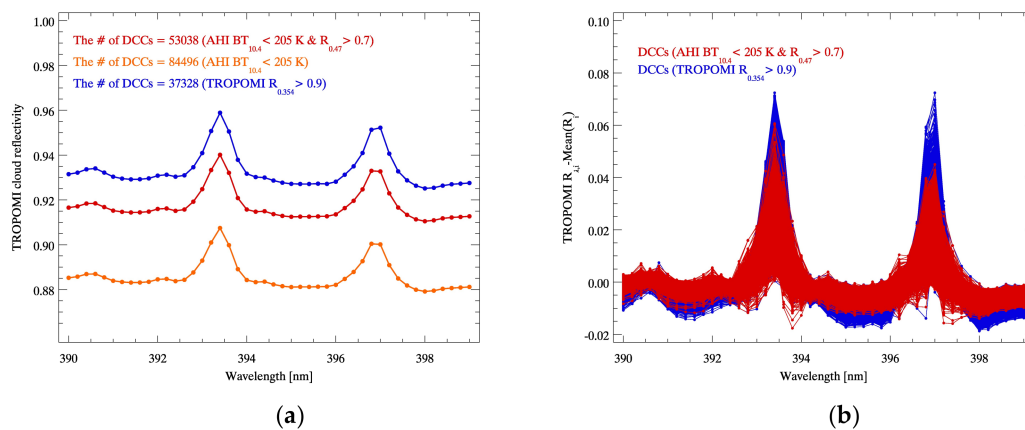 The # of DCCs = 53038 (AHI BT10.4 < 205 K & R0.47 > 0.7)
The # of DCCs = 84496 (AHI BT10.4 < 205 K)
The # of DCCs = 37328 (TROPOMI R0.354 > 0.9)
1.00
0.98
0.96
0.94
0.92
0.90
0.88
TROPOMI cloud reflectivity
390 392 394 396 398
Wavelength [nm]
(a)
DCCs (AHI BT10.4 < 205 K & R0.47 > 0.7)
DCCs (TROPOMI R0.354 > 0.9)
0.10
0.08
0.06
0.04
0.02
0.00
-0.02
TROPOMI Rλ,i-Mean(Ri)
390 392 394 396 398
Wavelength [nm]
(b)